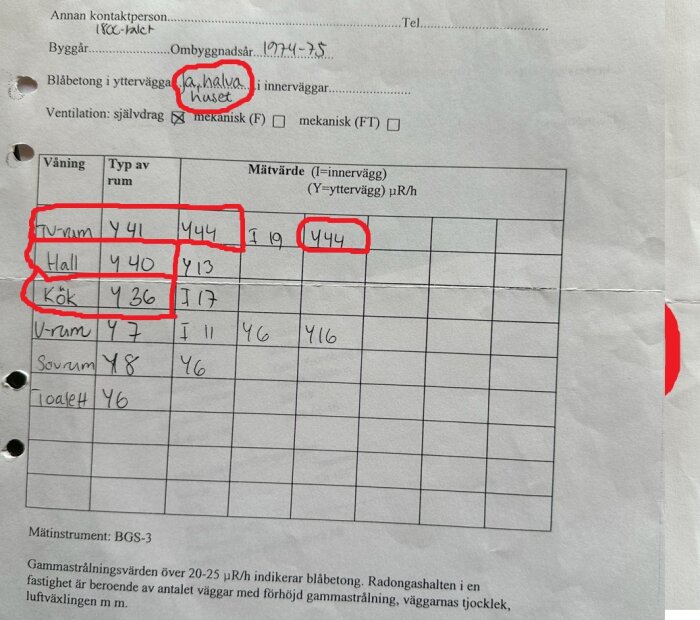 Annan kontaktperson.......................................................Tel..............................
1800-talet
Byggår..................Ombyggnadsår 1974-75
Blåbetong i ytterväggar ja, halva huset i innerväggar......................
Ventilation: självdrag ☒ mekanisk (F) ☐ mekanisk (FT) ☐
Våning Typ av rum Mätvärde (I=innervägg)
(Y=yttervägg) µR/h
TV-rum Y 41 Y44 I 19 Y44
Hall Y 40 Y13
Kök Y 36 I 17
V-rum Y 7 I 11 Y6 Y16
Sovrum Y8 Y6
Toalett Y6
Mätinstrument: BGS-3
Gammastrålningsvärden över 20-25 µR/h indikerar blåbetong. Radongashalten i en
fastighet är beroende av antalet väggar med förhöjd gammastrålning, väggarnas tjocklek,
luftväxlingen m m.